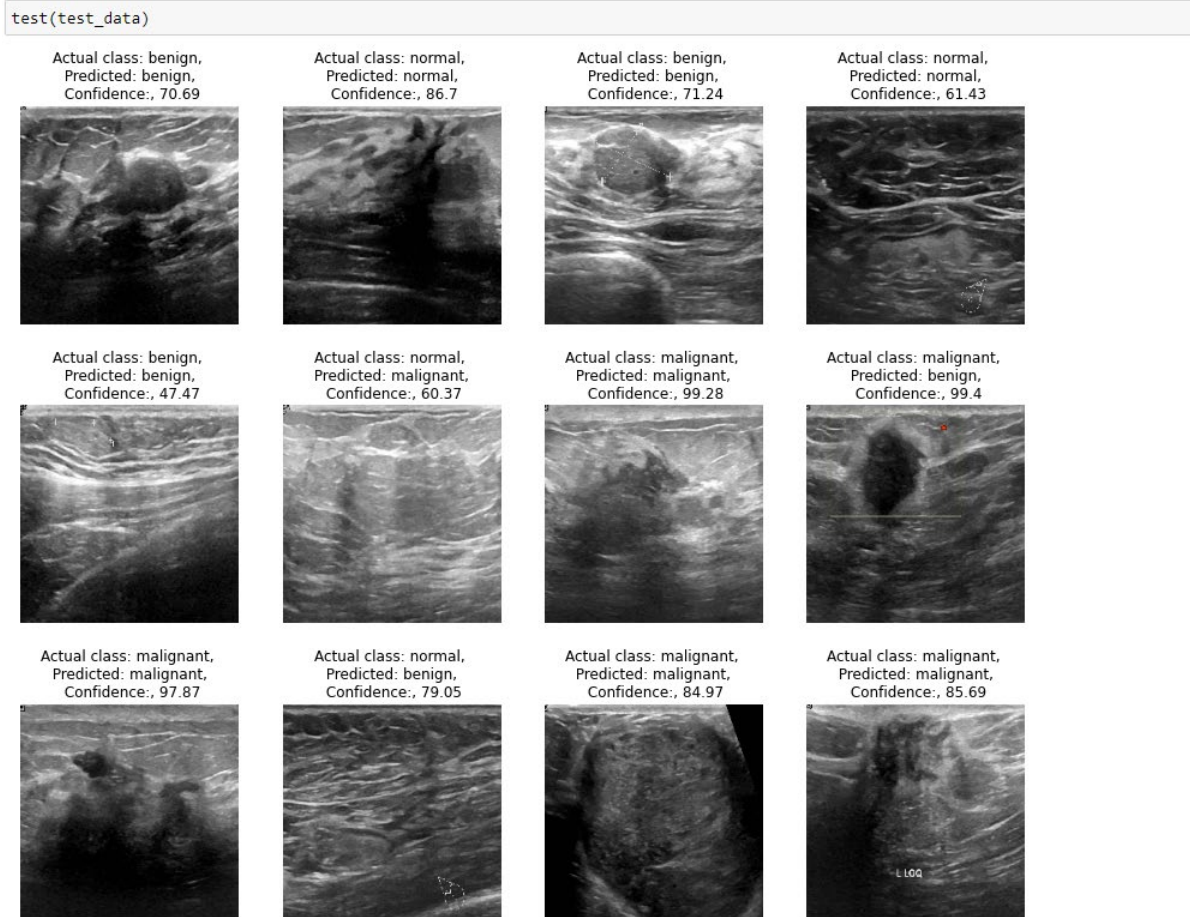 test(test_data)
Actual class: benign,
Predicted: benign,
Confidence:, 70.69
Actual class: normal,
Predicted: normal,
Confidence:, 86.7
Actual class: benign,
Predicted: benign,
Confidence:, 71.24
Actual class: normal,
Predicted: normal,
Confidence:, 61.43
Actual class: benign,
Predicted: benign,
Confidence:, 47.47
Actual class: normal,
Predicted: malignant,
Confidence:, 60.37
Actual class: malignant,
Predicted: malignant,
Confidence:, 99.28
Actual class: malignant,
Predicted: benign,
Confidence:, 99.4
Actual class: malignant,
Predicted: malignant,
Confidence:, 97.87
Actual class: normal,
Predicted: benign,
Confidence:, 79.05
Actual class: malignant,
Predicted: malignant,
Confidence:, 84.97
Actual class: malignant,
Predicted: malignant,
Confidence:, 85.69